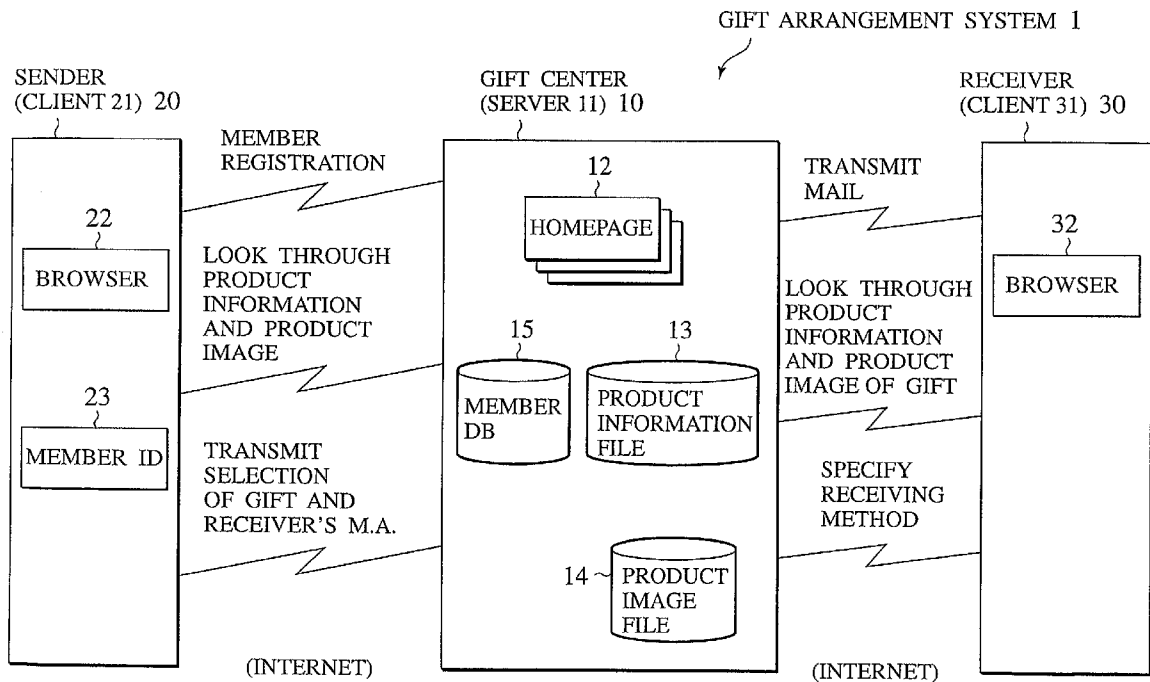 GIFT ARRANGEMENT SYSTEM 1
SENDER
(CLIENT 21) 20
GIFT CENTER
(SERVER 11) 10
RECEIVER
(CLIENT 31) 30
MEMBER
REGISTRATION
12
HOMEPAGE
TRANSMIT
MAIL
22
BROWSER
LOOK THROUGH
PRODUCT
INFORMATION
AND PRODUCT
IMAGE
32
BROWSER
LOOK THROUGH
PRODUCT
INFORMATION
AND PRODUCT
IMAGE OF GIFT
15
MEMBER
DB
13
PRODUCT
INFORMATION
FILE
23
MEMBER ID
TRANSMIT
SELECTION
OF GIFT AND
RECEIVER'S M.A.
SPECIFY
RECEIVING
METHOD
14
PRODUCT
IMAGE
FILE
(INTERNET)
(INTERNET)